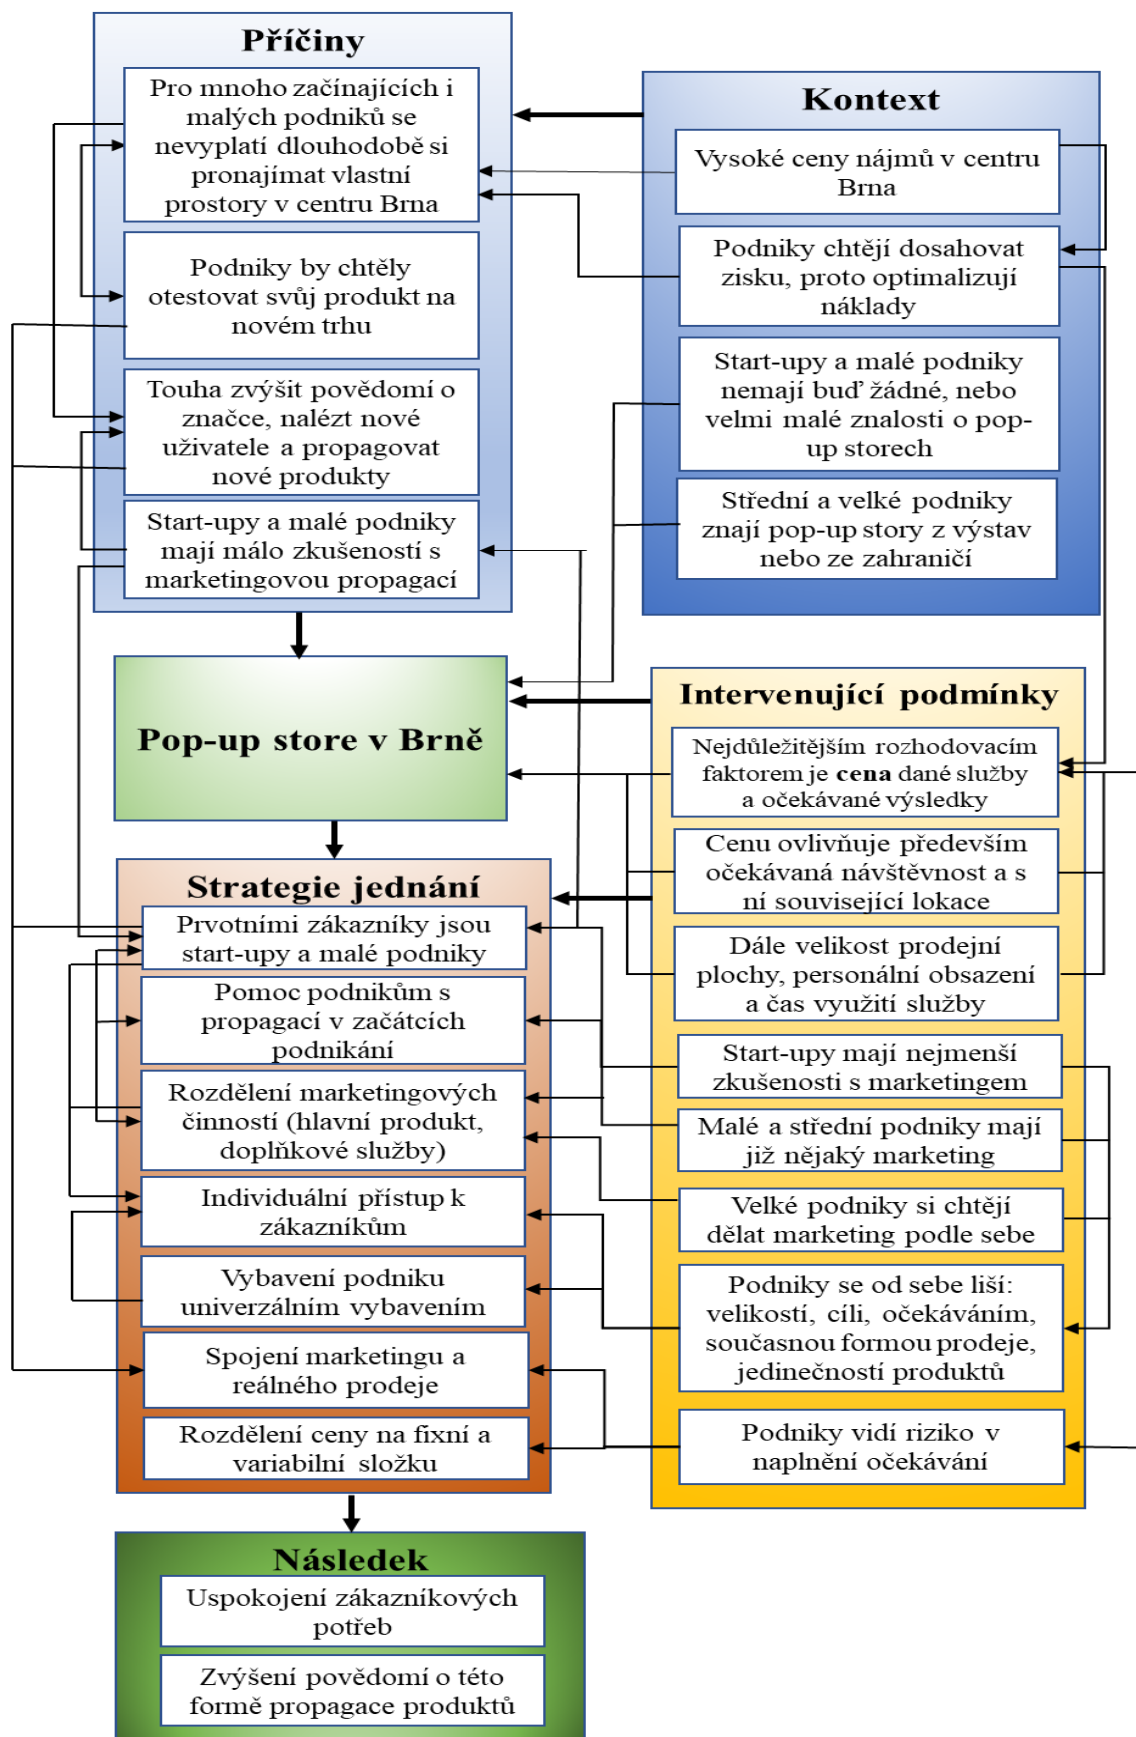 Příčiny
Pro mnoho začínajících i
malých podniků se
nevyplatí dlouhodobě si
pronajímat vlastní
prostory v centru Brna
Podniky by chtěly
otestovat svůj produkt na
novém trhu
Touha zvýšit povědomí o
značce, nalézt nové
uživatele a propagovat
nové produkty
Start-upy a malé podniky
mají málo zkušeností s
marketingovou propagací
Kontext
Vysoké ceny nájmů v centru
Brna
Podniky chtějí dosahovat
zisku, proto optimalizují
náklady
Start-upy a malé podniky
nemají buď žádné, nebo
velmi malé znalosti o pop-
up storech
Střední a velké podniky
znají pop-up story z výstav
nebo ze zahraničí
Pop-up store v Brně
Intervenující podmínky
Nejdůležitějším rozhodovacím
faktorem je cena dané služby
a očekávané výsledky
Cenu ovlivňuje především
očekávaná návštěvnost a s
ní související lokace
Dále velikost prodejní
plochy, personální obsazení
a čas využití služby
Start-upy mají nejmenší
zkušenosti s marketingem
Malé a střední podniky mají
již nějaký marketing
Velké podniky si chtějí
dělat marketing podle sebe
Podniky se od sebe liší:
velikostí, cíli, očekáváním,
současnou formou prodeje,
jedinečností produktů
Podniky vidí riziko v
naplnění očekávání
Strategie jednání
Prvotními zákazníky jsou
start-upy a malé podniky
Pomoc podnikům s
propagací v začátcích
podnikání
Rozdělení marketingových
činností (hlavní produkt,
doplňkové služby)
Individuální přístup k
zákazníkům
Vybavení podniku
univerzálním vybavením
Spojení marketingu a
reálného prodeje
Rozdělení ceny na fixní a
variabilní složku
Následek
Uspokojení zákazníkových
potřeb
Zvýšení povědomí o této
formě propagace produktů